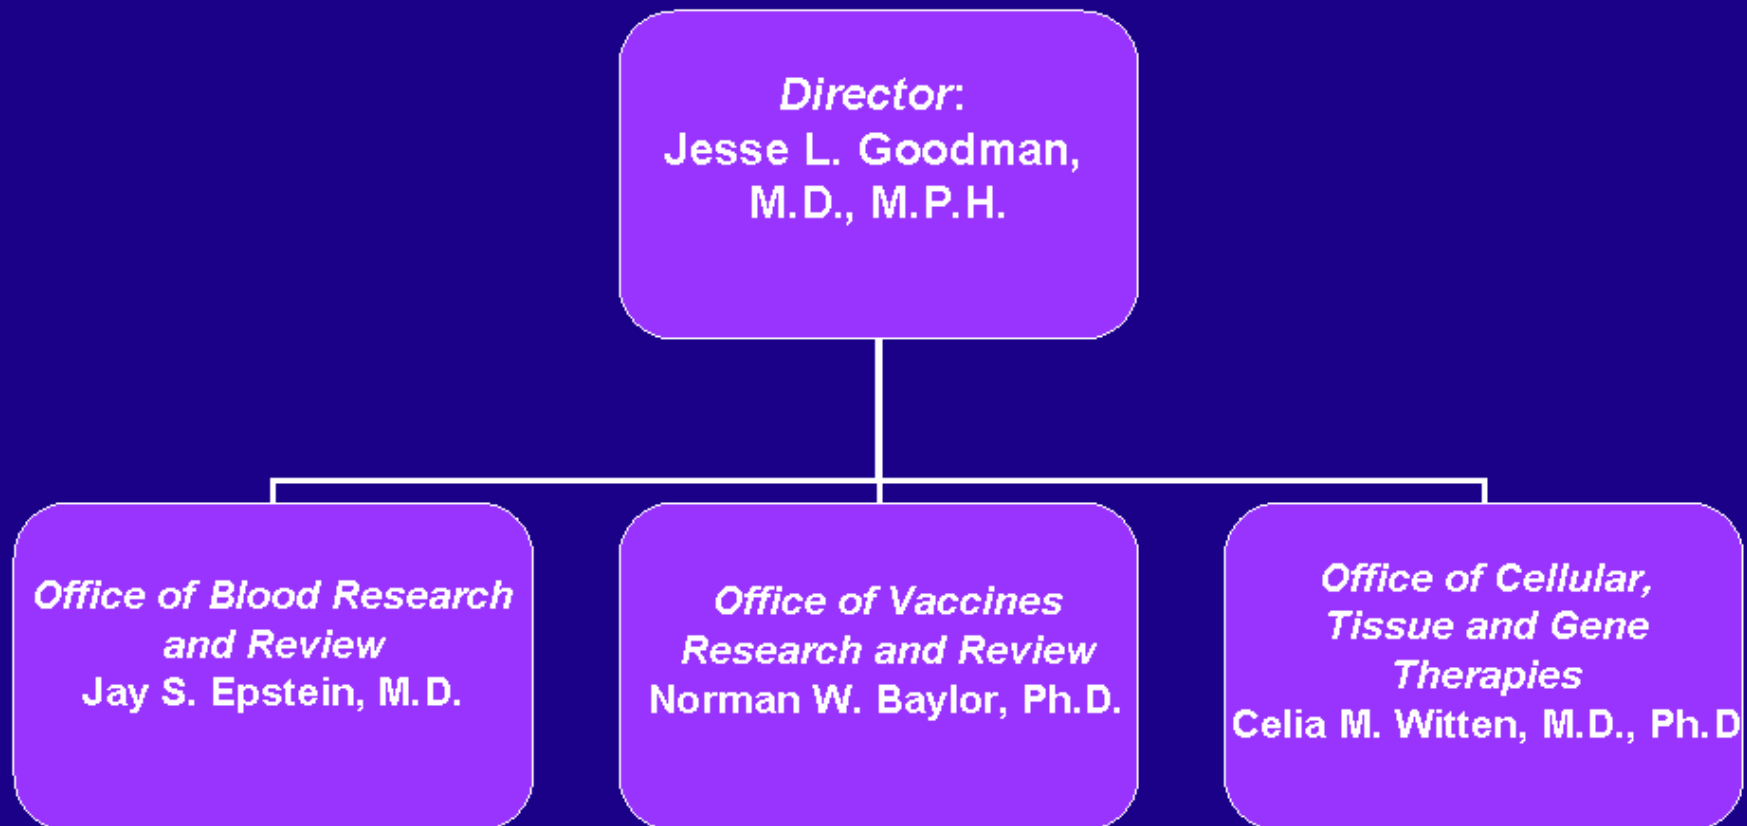 Director:
Jesse L. Goodman,
M.D., M.P.H.
Office of Blood Research
and Review
Jay S. Epstein, M.D.
Office of Vaccines
Research and Review
Norman W. Baylor, Ph.D.
Office of Cellular,
Tissue and Gene
Therapies
Celia M. Witten, M.D., Ph.D